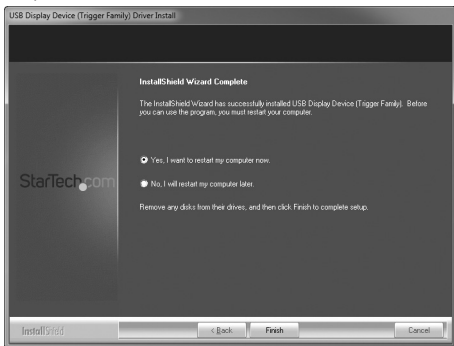 USB Display Device (Trigger Family) Driver Install
InstallShield Wizard Complete
The InstallShield Wizard has successfully installed USB Display Device (Trigger Family). Before
you can use the program, you must restart your computer.
Yes, I want to restart my computer now.
StarTech.com
No, I will restart my computer later.
Remove any disks from their drives, and then click Finish to complete setup.
InstallShield
< Back
Finish
Cancel